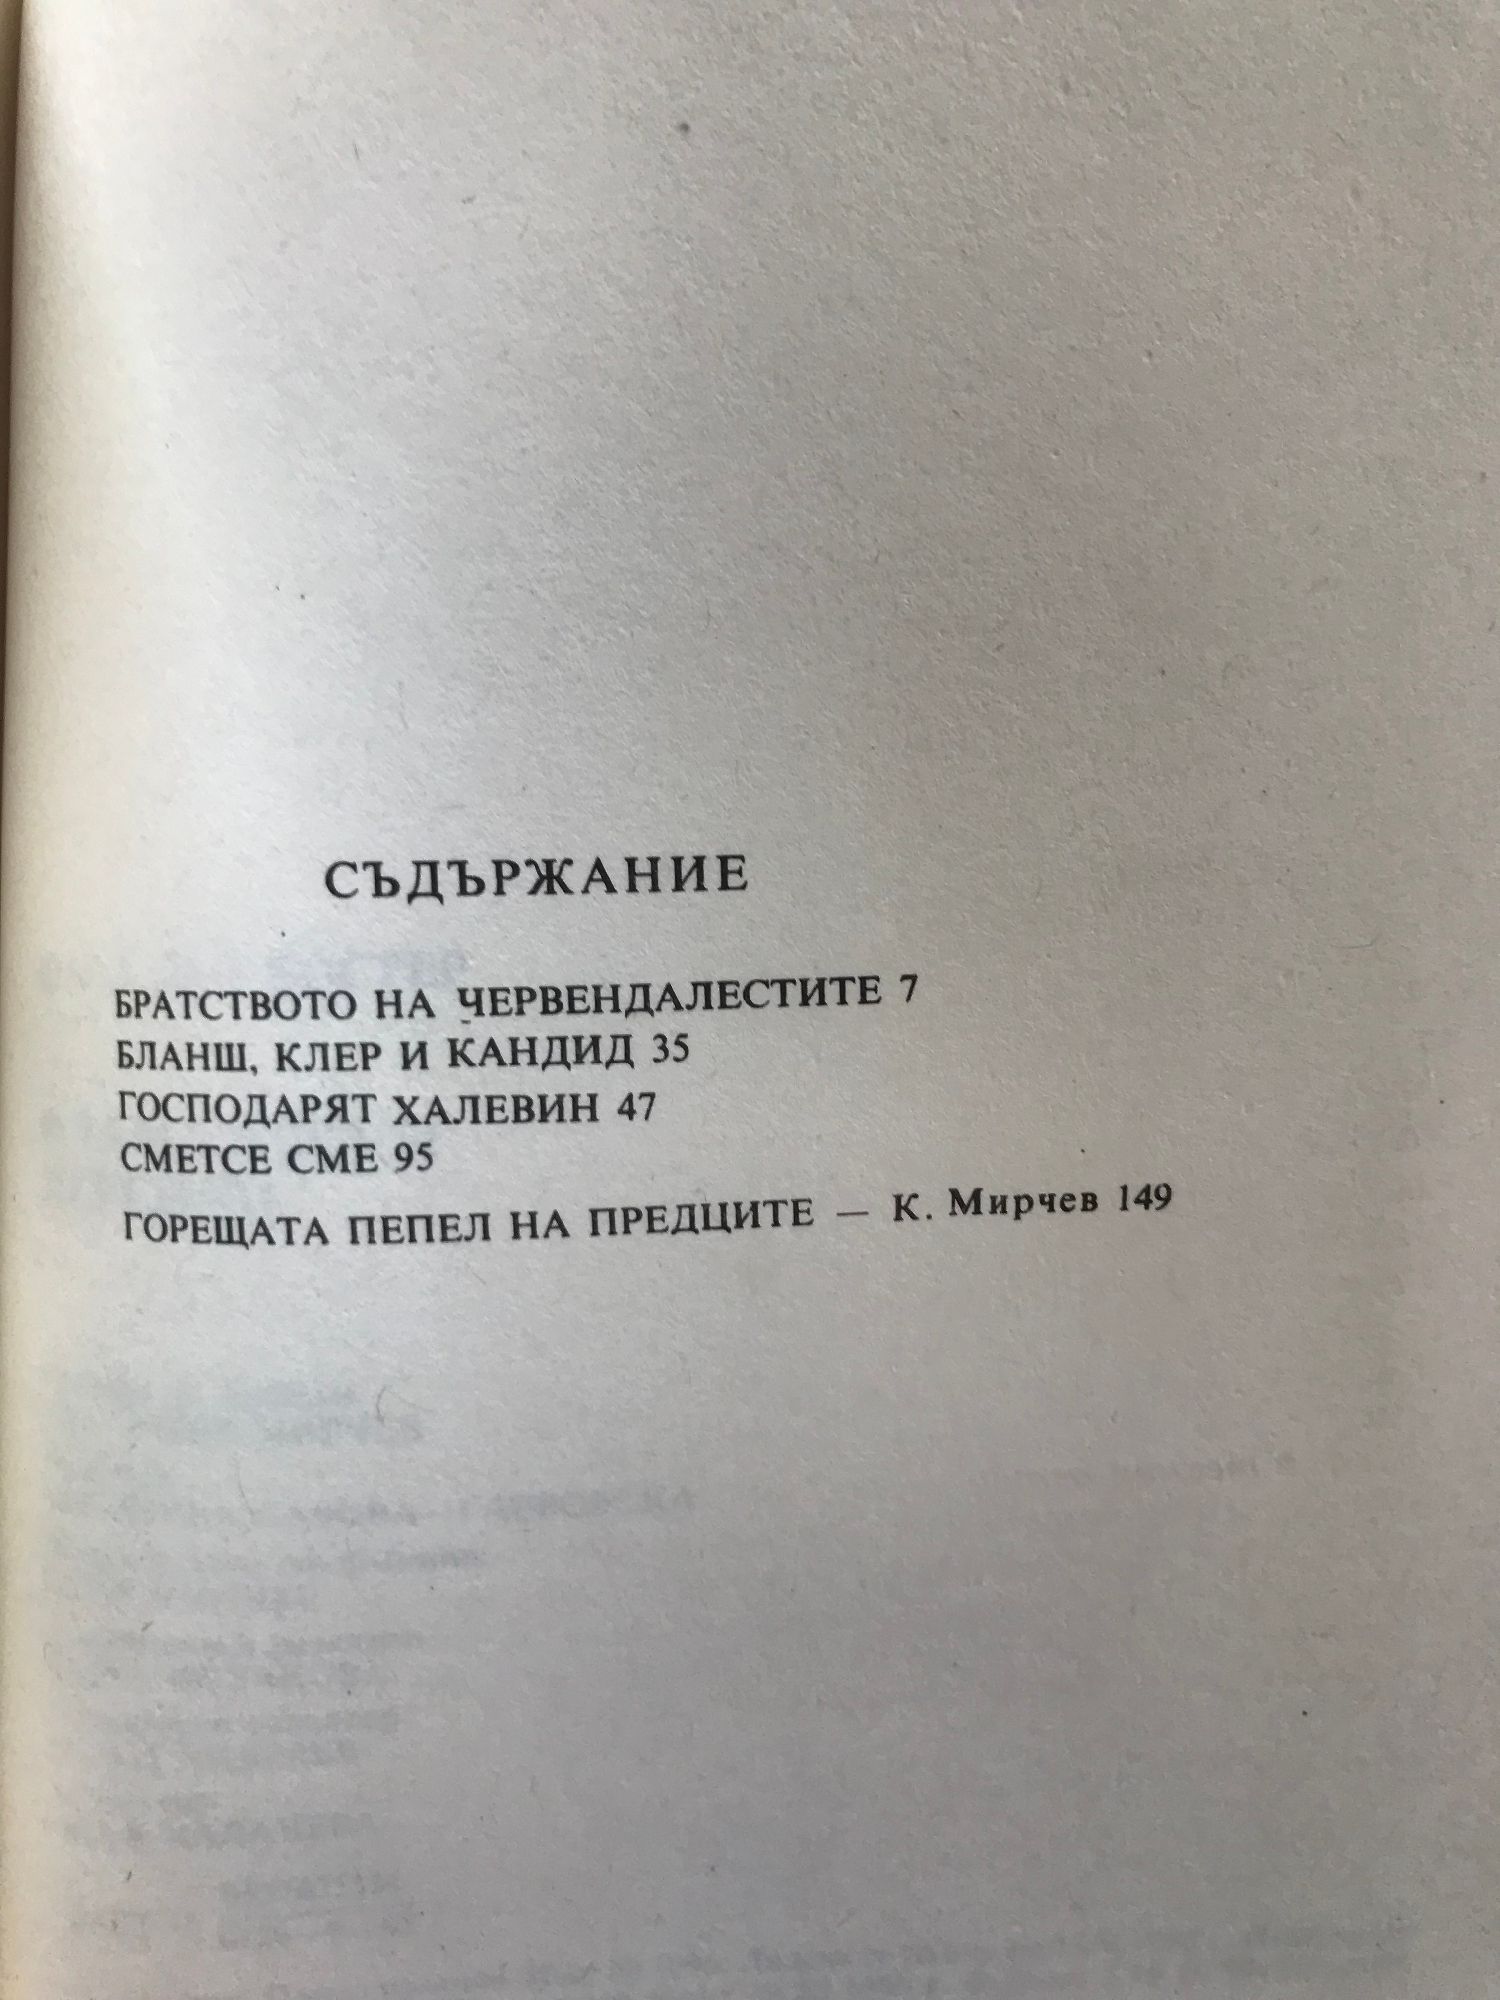 СЪДЪРЖАНИЕ
БРАТСТВОТО НА ЧЕРВЕНДАЛЕСТИТЕ 7
БЛАНШ, КЛЕР И КАНДИД 35
ГОСПОДАРЯТ ХАЛЕВИН 47
СМЕТСЕ СМЕ 95
ГОРЕЩАТА ПЕПЕЛ НА ПРЕДЦИТЕ — К. Мирчев 149